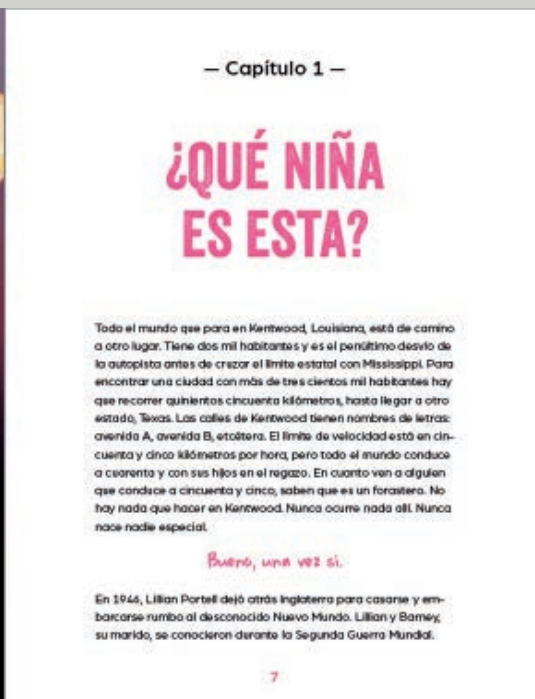 — Capítulo 1 —
¿QUÉ NIÑA
ES ESTA?
Todo el mundo que para en Kentwood, Louisiana, está de camino
a otro lugar. Tiene dos mil habitantes y es el penúltimo desvío de
la autopista antes de cruzar el límite estatal con Mississippi. Para
encontrar una ciudad con más de tres cientos mil habitantes hay
que recorrer quinientos cincuenta kilómetros, hasta llegar a otro
estado, Texas. Las calles de Kentwood tienen nombres de letras:
avenida A, avenida B, etcétera. El límite de velocidad está en cin-
cuenta y cinco kilómetros por hora, pero todo el mundo conduce
a cuarenta y con sus hijos en el regazo. En cuanto ven a alguien
que conduce a cincuenta y cinco, saben que es un forastero. No
hay nada que hacer en Kentwood. Nunca ocurre nada allí. Nunca
nace nadie especial.
Bueno, una vez sí.
En 1946, Lillian Portell dejó atrás Inglaterra para casarse y em-
barcarse rumbo al desconocido Nuevo Mundo. Lillian y Barney,
su marido, se conocieron durante la Segunda Guerra Mundial.
7